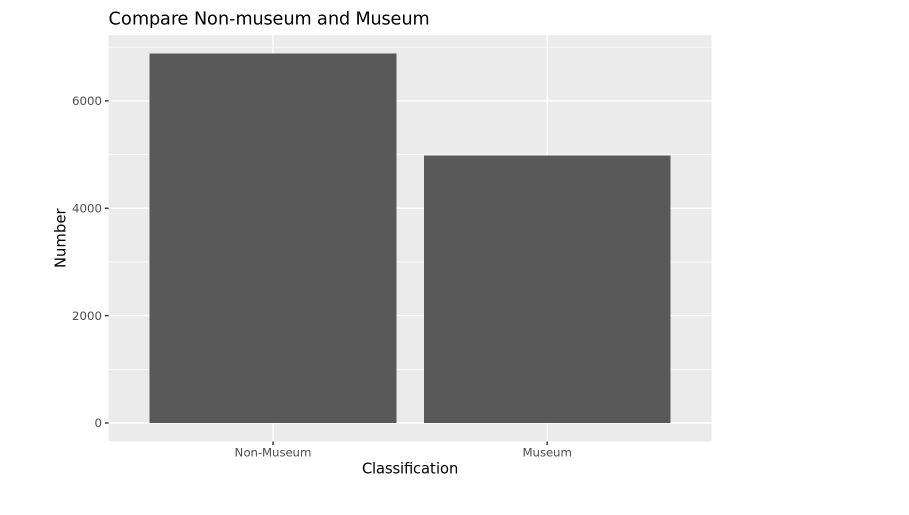 Compare Non-museum and Museum
6000
4000
2000
0
Number
Non-Museum
Museum
Classification